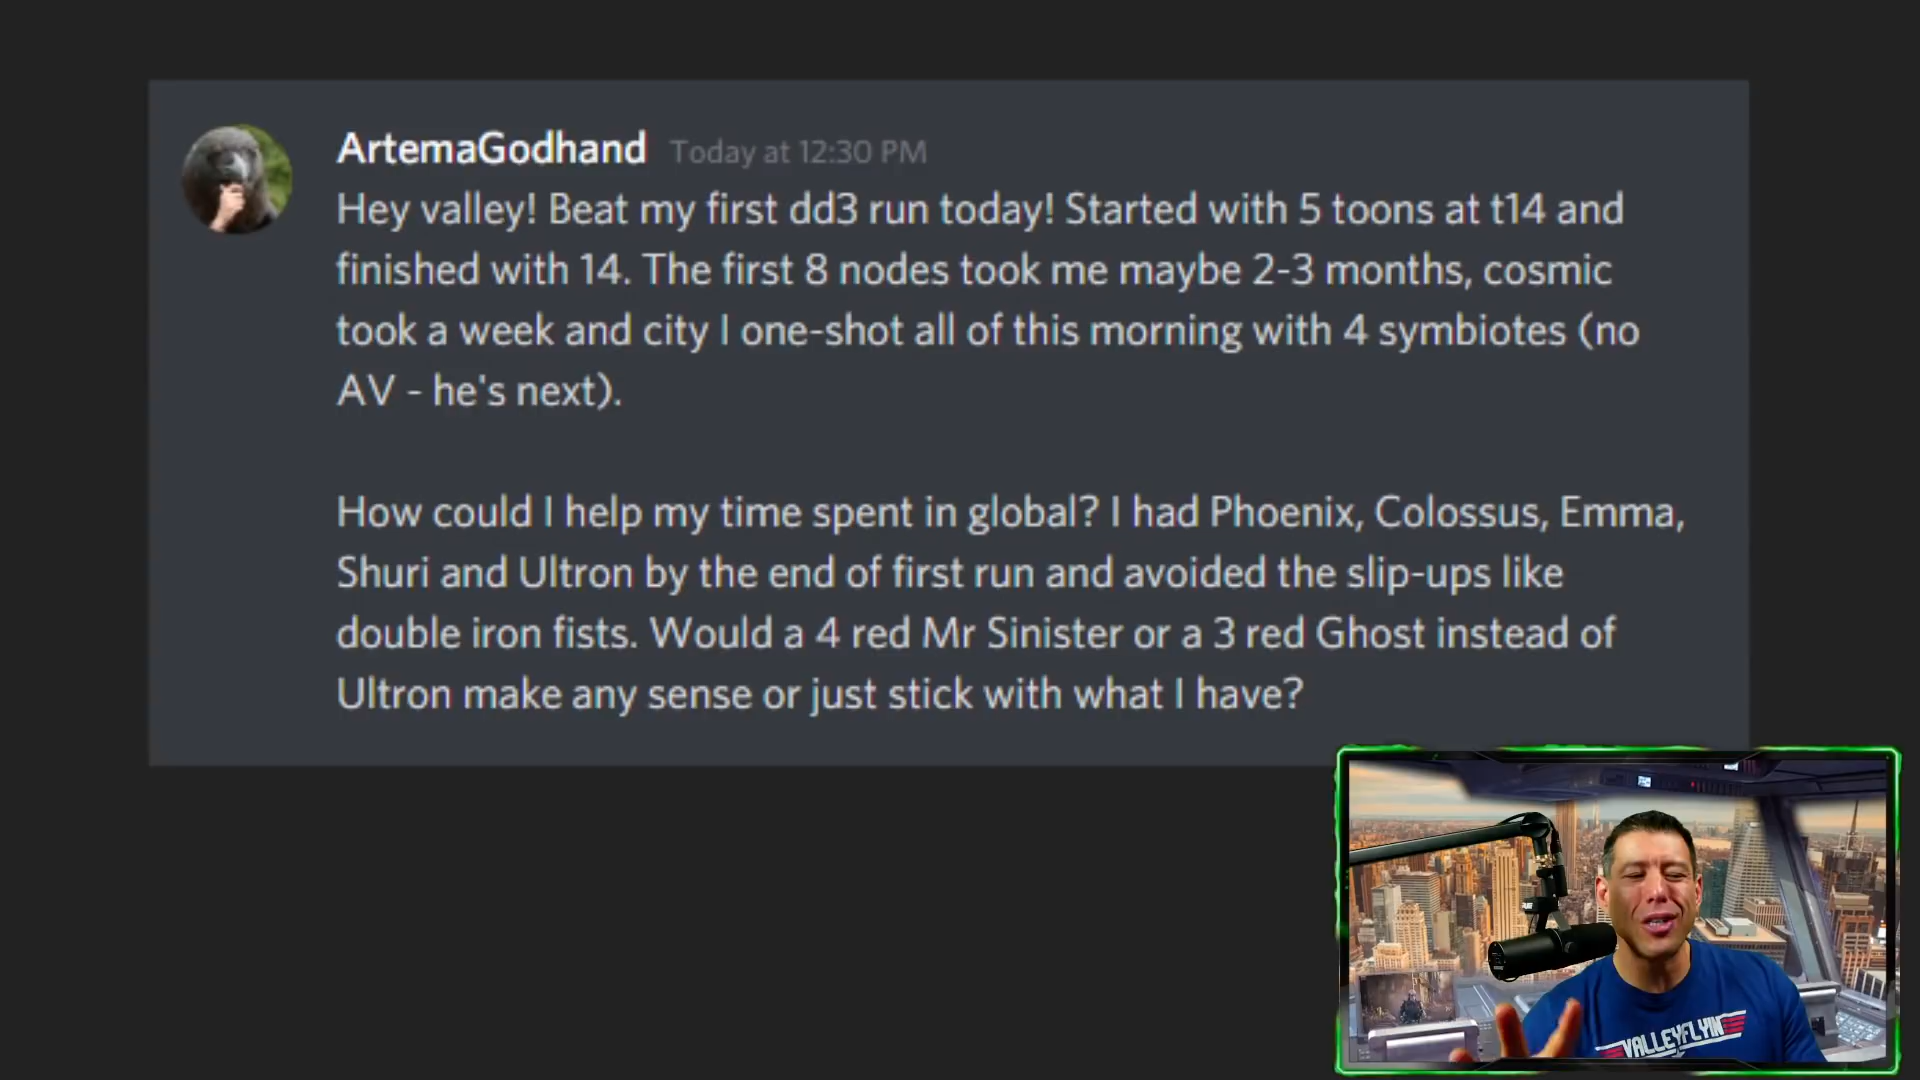 ArtemaGodhand Today at 12:30 PM
Hey valley! Beat my first dd3 run today! Started with 5 toons at t14 and
finished with 14. The first 8 nodes took me maybe 2-3 months, cosmic
took a week and city I one-shot all of this morning with 4 symbiotes (no
AV - he's next).
How could I help my time spent in global? I had Phoenix, Colossus, Emma,
Shuri and Ultron by the end of first run and avoided the slip-ups like
double iron fists. Would a 4 red Mr Sinister or a 3 red Ghost instead of
Ultron make any sense or just stick with what I have?
VALLEYFLYIN